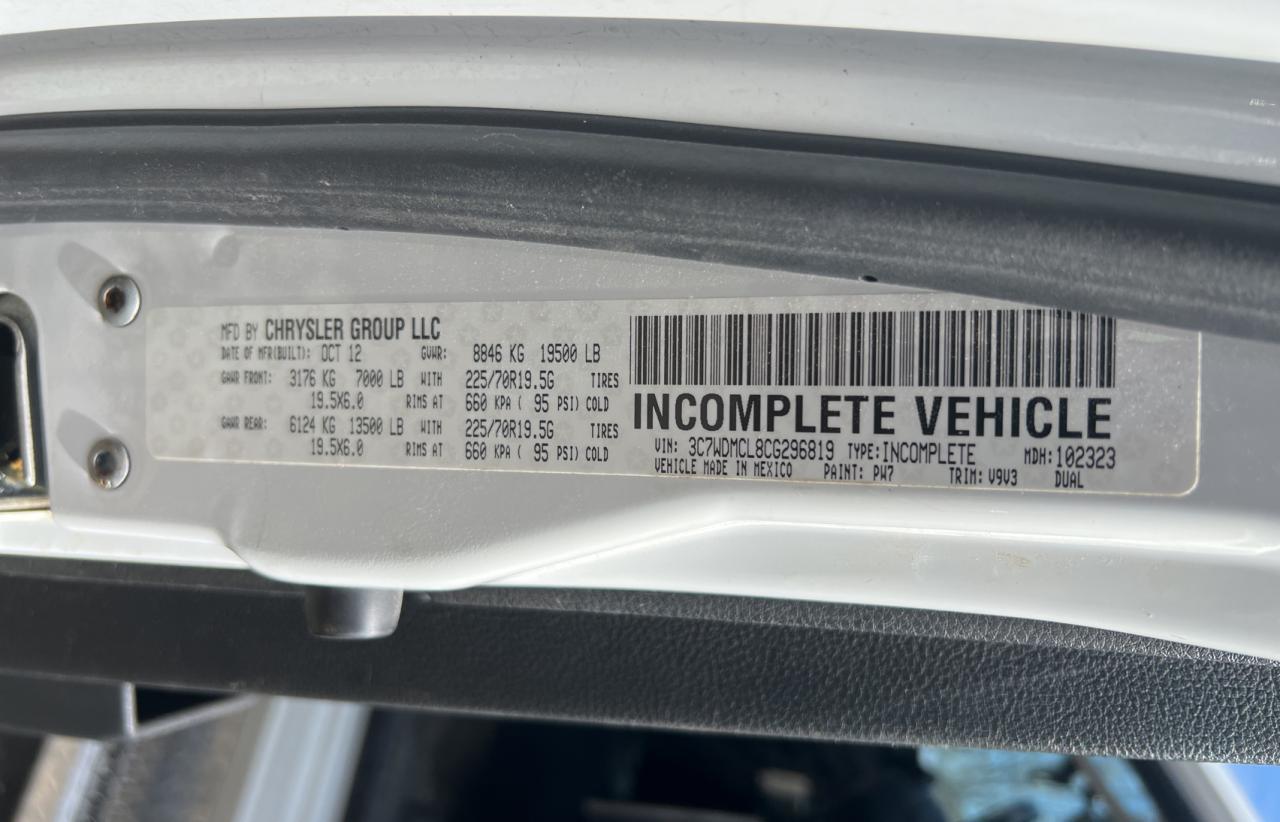 MFD BY CHRYSLER GROUP LLC
DATE OF MFR(BUILT): OCT 12 GVWR: 8846 KG 19500 LB
GAWR FRONT: 3176 KG 7000 LB WITH 225/70R19.5G TIRES
19.5X6.0 RIMS AT 660 KPA ( 95 PSI) COLD
GAWR REAR: 6124 KG 13500 LB WITH 225/70R19.5G TIRES
19.5X6.0 RIMS AT 660 KPA ( 95 PSI) COLD
INCOMPLETE VEHICLE
VIN: 3C7WDMCL8CG296819 TYPE: INCOMPLETE MDH: 102323
VEHICLE MADE IN MEXICO PAINT: PW7 TRIM: V9V3 DUAL